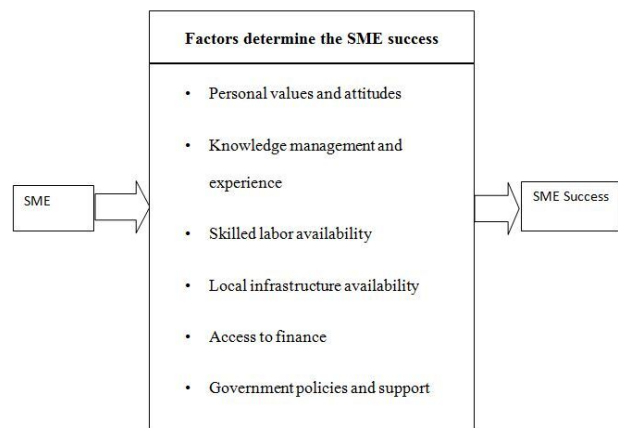 Factors determine the SME success
• Personal values and attitudes
• Knowledge management and
experience
• Skilled labor availability
• Local infrastructure availability
• Access to finance
• Government policies and support
SME
SME Success